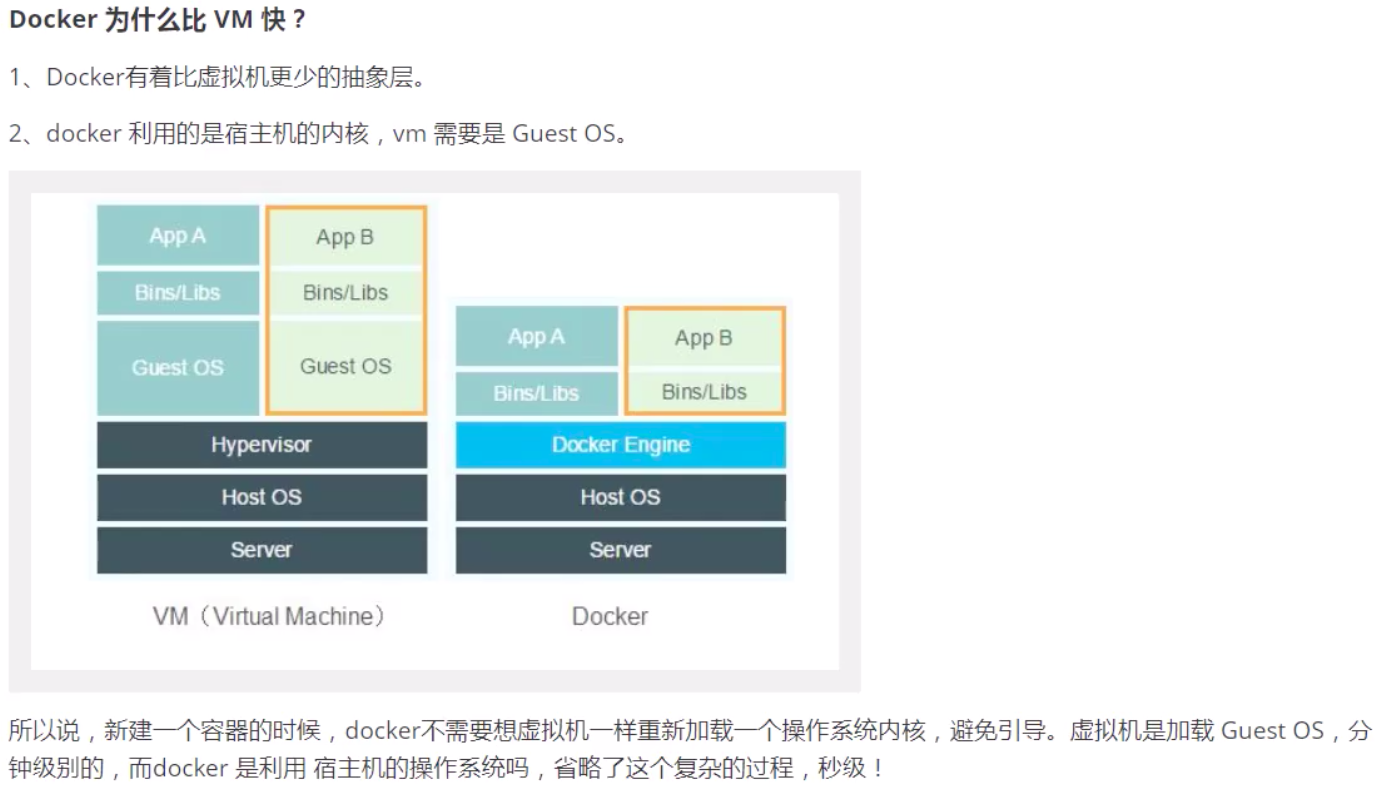 Docker 为什么比 VM 快？
1、Docker有着比虚拟机更少的抽象层。
2、docker 利用的是宿主机的内核，vm 需要是 Guest OS。
App A
App B
Bins/Libs
Bins/Libs
Guest OS
Guest OS
Hypervisor
Host OS
Server
VM（Virtual Machine）
App A
App B
Bins/Libs
Bins/Libs
Docker Engine
Host OS
Server
Docker
所以说，新建一个容器的时候，docker不需要想虚拟机一样重新加载一个操作系统内核，避免引导。虚拟机是加载 Guest OS，分
钟级别的，而docker 是利用 宿主机的操作系统吗，省略了这个复杂的过程，秒级！